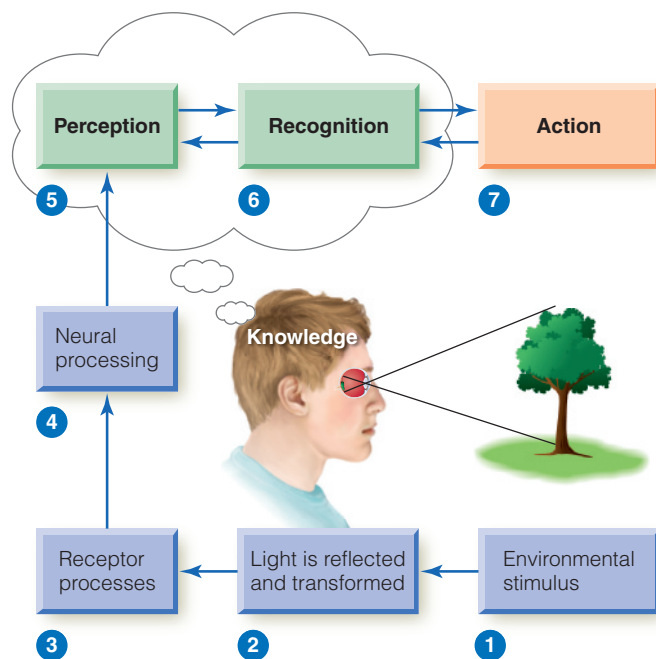 Perception
Recognition
Action
5
6
7
Neural
processing
Knowledge
4
Receptor
processes
Light is reflected
and transformed
Environmental
stimulus
3
2
1